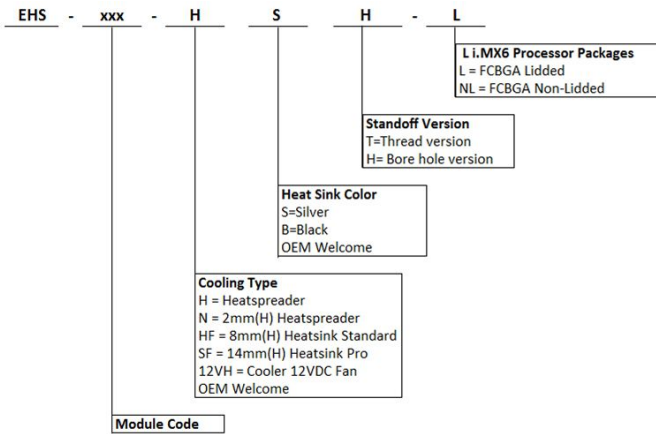 EHS - xxx - H S H - L
L i.MX6 Processor Packages
L = FCBGA Lidded
NL = FCBGA Non-Lidded
Standoff Version
T=Thread version
H= Bore hole version
Heat Sink Color
S=Silver
B=Black
OEM Welcome
Cooling Type
H = Heatspreader
N = 2mm(H) Heatspreader
HF = 8mm(H) Heatsink Standard
SF = 14mm(H) Heatsink Pro
12VH = Cooler 12VDC Fan
OEM Welcome
Module Code